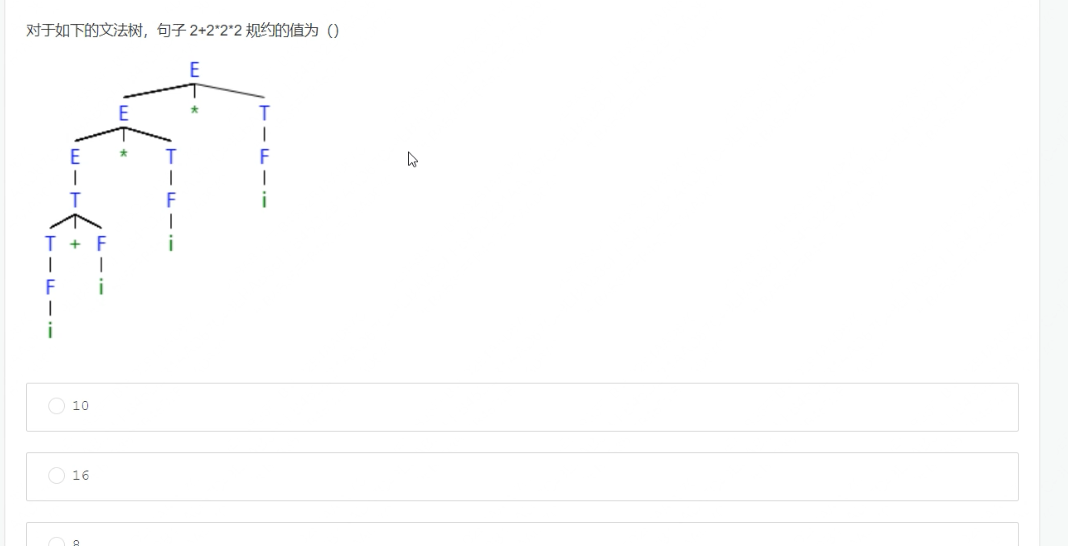 对于如下的文法树，句子 2+2*2*2 规约的值为（）
E
E * T
E * T F
T F i
T + F i
F i
i
10
16